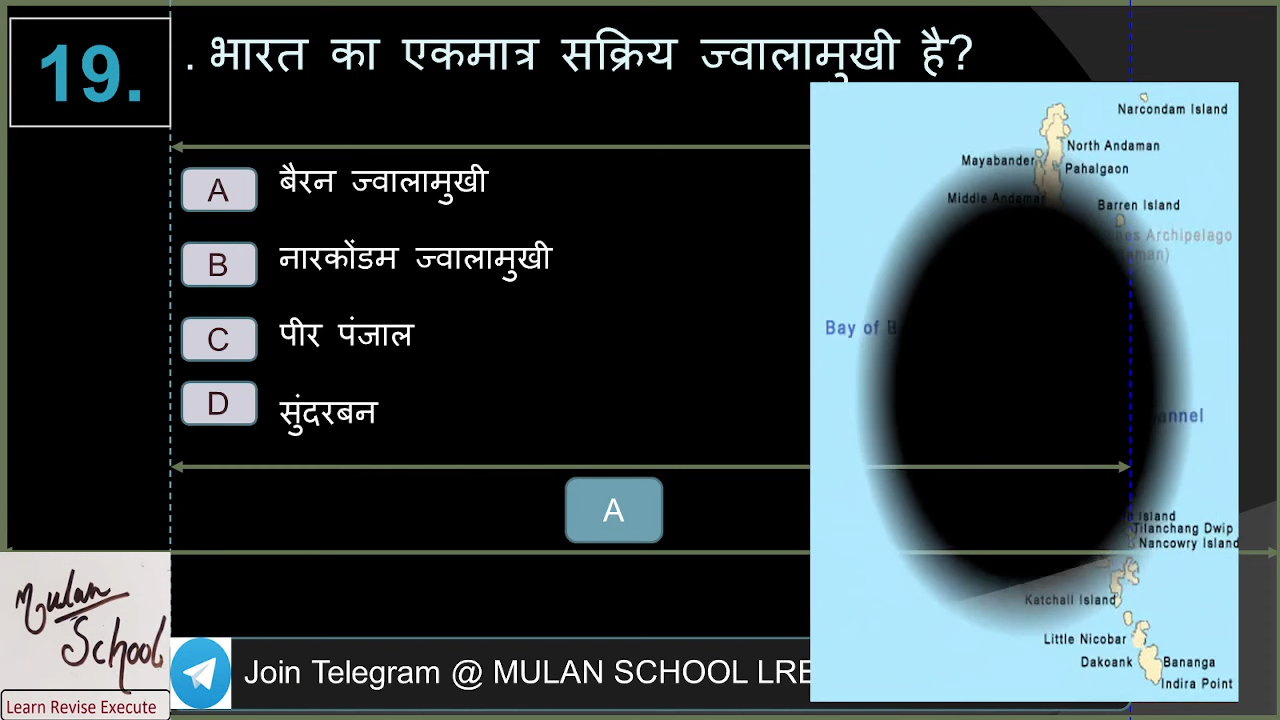 19.
. भारत का एकमात्र सक्रिय ज्वालामुखी है?
A बैरन ज्वालामुखी
B नारकोंडम ज्वालामुखी
C पीर पंजाल
D सुंदरबन
A
Narcondam Island
North Andaman
Mayabander
Pahalgaon
Middle Andaman
Barren Island
Archipelago
Bay of
Island
Tilanchang Dwip
Nancowry Island
Katchall Island
Little Nicobar
Dakoank
Bananga
Indira Point
Mulan
School
Learn Revise Execute
Join Telegram @ MULAN SCHOOL LRE